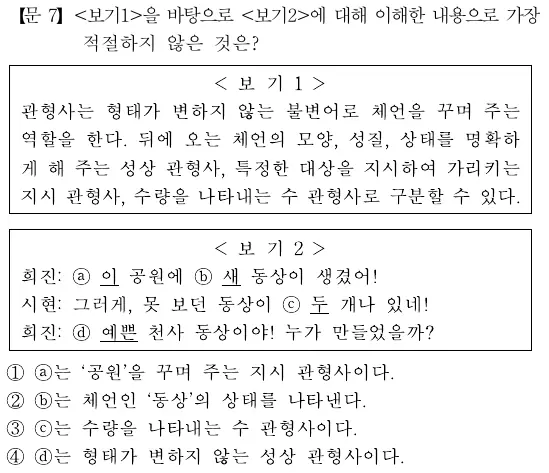 【문 7】 <보기1>을 바탕으로 <보기2>에 대해 이해한 내용으로 가장
적절하지 않은 것은?
< 보 기 1 >
관형사는 형태가 변하지 않는 불변어로 체언을 꾸며 주는
역할을 한다. 뒤에 오는 체언의 모양, 성질, 상태를 명확하
게 해 주는 성상 관형사, 특정한 대상을 지시하여 가리키는
지시 관형사, 수량을 나타내는 수 관형사로 구분할 수 있다.
< 보 기 2 >
희진: ⓐ 이 공원에 ⓑ 새 동상이 생겼어!
시현: 그러게, 못 보던 동상이 ⓒ 두 개나 있네!
희진: ⓓ 예쁜 천사 동상이야! 누가 만들었을까?
① ⓐ는 ‘공원’을 꾸며 주는 지시 관형사이다.
② ⓑ는 체언인 ‘동상’의 상태를 나타낸다.
③ ⓒ는 수량을 나타내는 수 관형사이다.
④ ⓓ는 형태가 변하지 않는 성상 관형사이다.